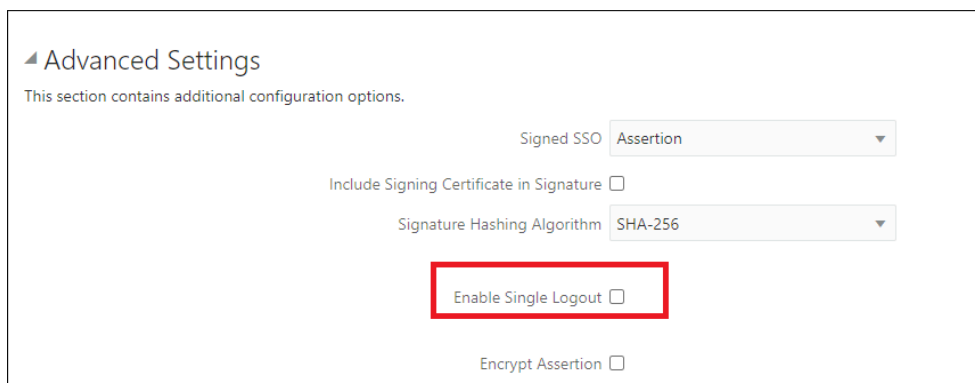 Advanced Settings
This section contains additional configuration options.
Signed SSO Assertion
Include Signing Certificate in Signature
Signature Hashing Algorithm SHA-256
Enable Single Logout
Encrypt Assertion